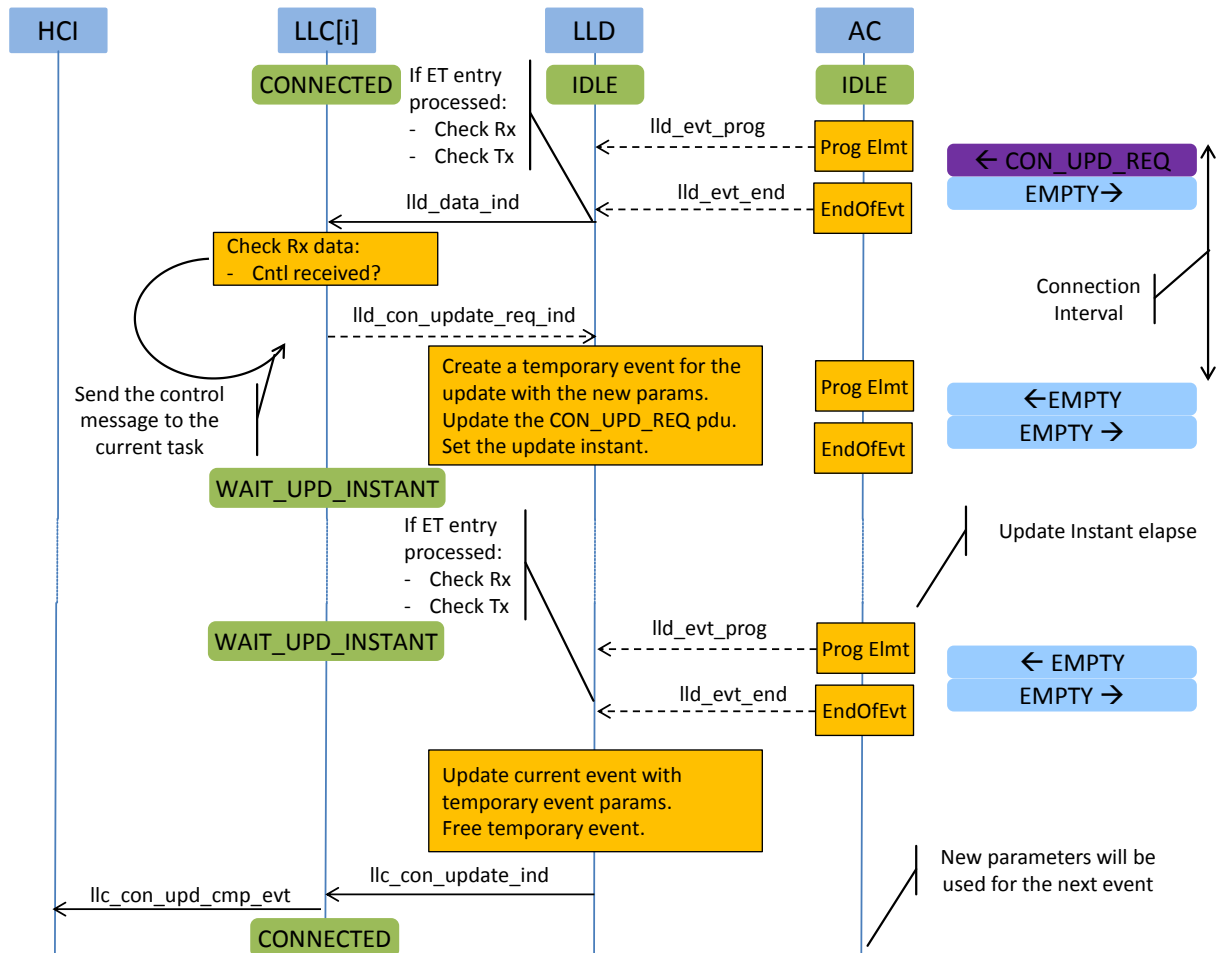 HCI
LLC[i]
LLD
AC
CONNECTED
If ET entry
processed:
- Check Rx
- Check Tx
IDLE
IDLE
lld_evt_prog
Prog Elmt
← CON_UPD_REQ
EMPTY→
lld_evt_end
EndOfEvt
lld_data_ind
Check Rx data:
- Cntl received?
Connection
Interval
lld_con_update_req_ind
Create a temporary event for the
update with the new params.
Update the CON_UPD_REQ pdu.
Set the update instant.
Send the control
message to the
current task
Prog Elmt
←EMPTY
EMPTY →
EndOfEvt
WAIT_UPD_INSTANT
If ET entry
processed:
- Check Rx
- Check Tx
Update Instant elapse
WAIT_UPD_INSTANT
lld_evt_prog
Prog Elmt
← EMPTY
EMPTY →
lld_evt_end
EndOfEvt
Update current event with
temporary event params.
Free temporary event.
New parameters will be
used for the next event
llc_con_update_ind
llc_con_upd_cmp_evt
CONNECTED